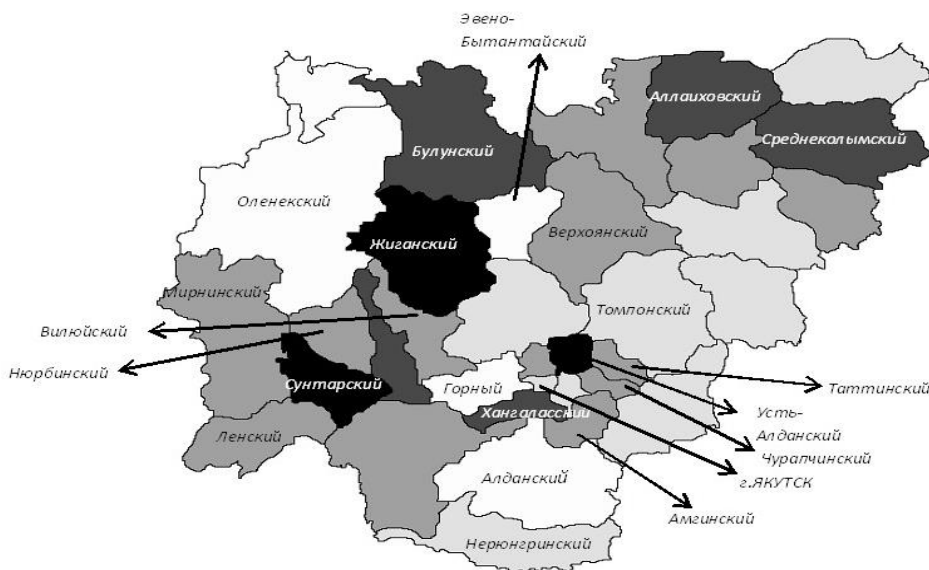 Эвено-
Бытантайский
Аллаиховский
Булунский
Среднеколымский
Оленекский
Жиганский
Верхоянский
Мирнинский
Томпонский
Вилюйский
Нюрбинский
Сунтарский
Горный
Таттинский
Хангаласский
Усть-
Алданский
Ленский
Чурапчинский
Алданский
г.ЯКУТСК
Амгинский
Нерюнгринский